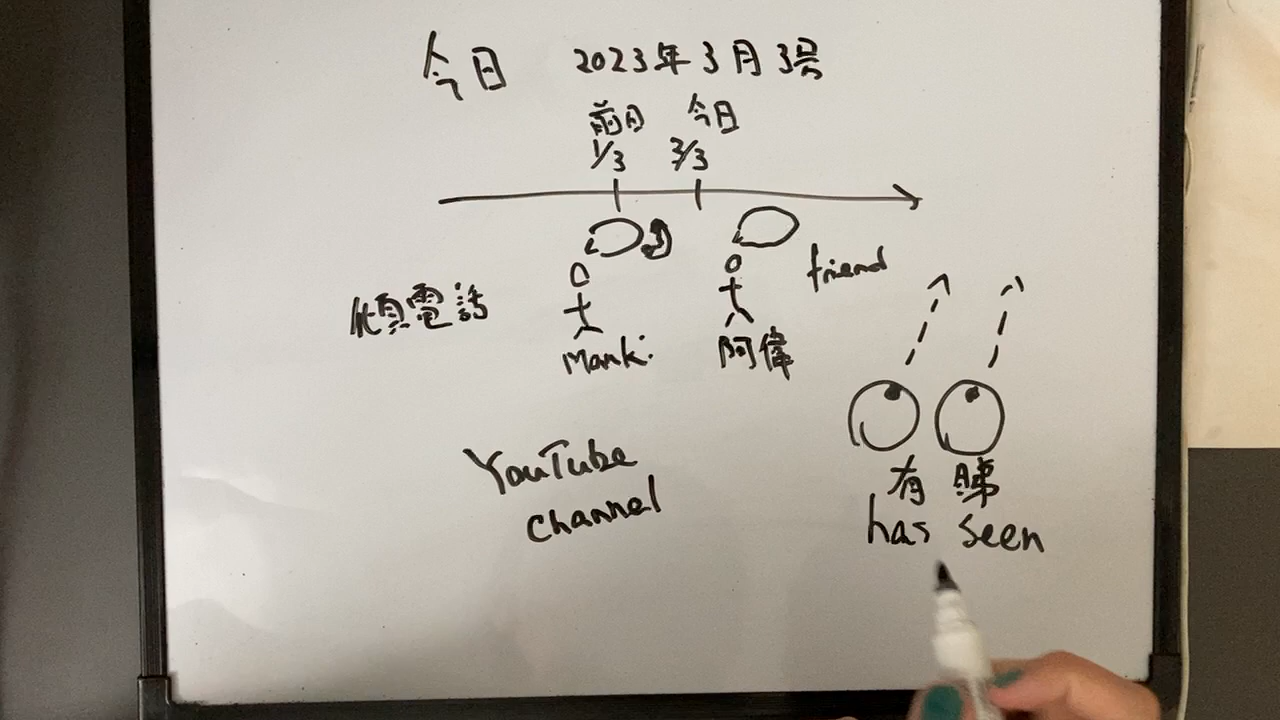 今日 2023年3月3号
前日 今日
1/3 3/3
friend
傾電話
Manki
阿偉
YouTube
channel
有睇
has seen